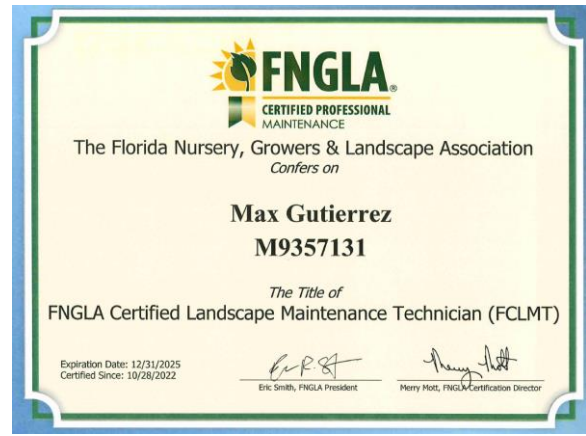 FNGLA®
CERTIFIED PROFESSIONAL
MAINTENANCE
The Florida Nursery, Growers & Landscape Association
Confers on
Max Gutierrez
M9357131
The Title of
FNGLA Certified Landscape Maintenance Technician (FCLMT)
Expiration Date: 12/31/2025
Certified Since: 10/28/2022
Eric Smith, FNGLA President
Merry Mott, FNGLA Certification Director